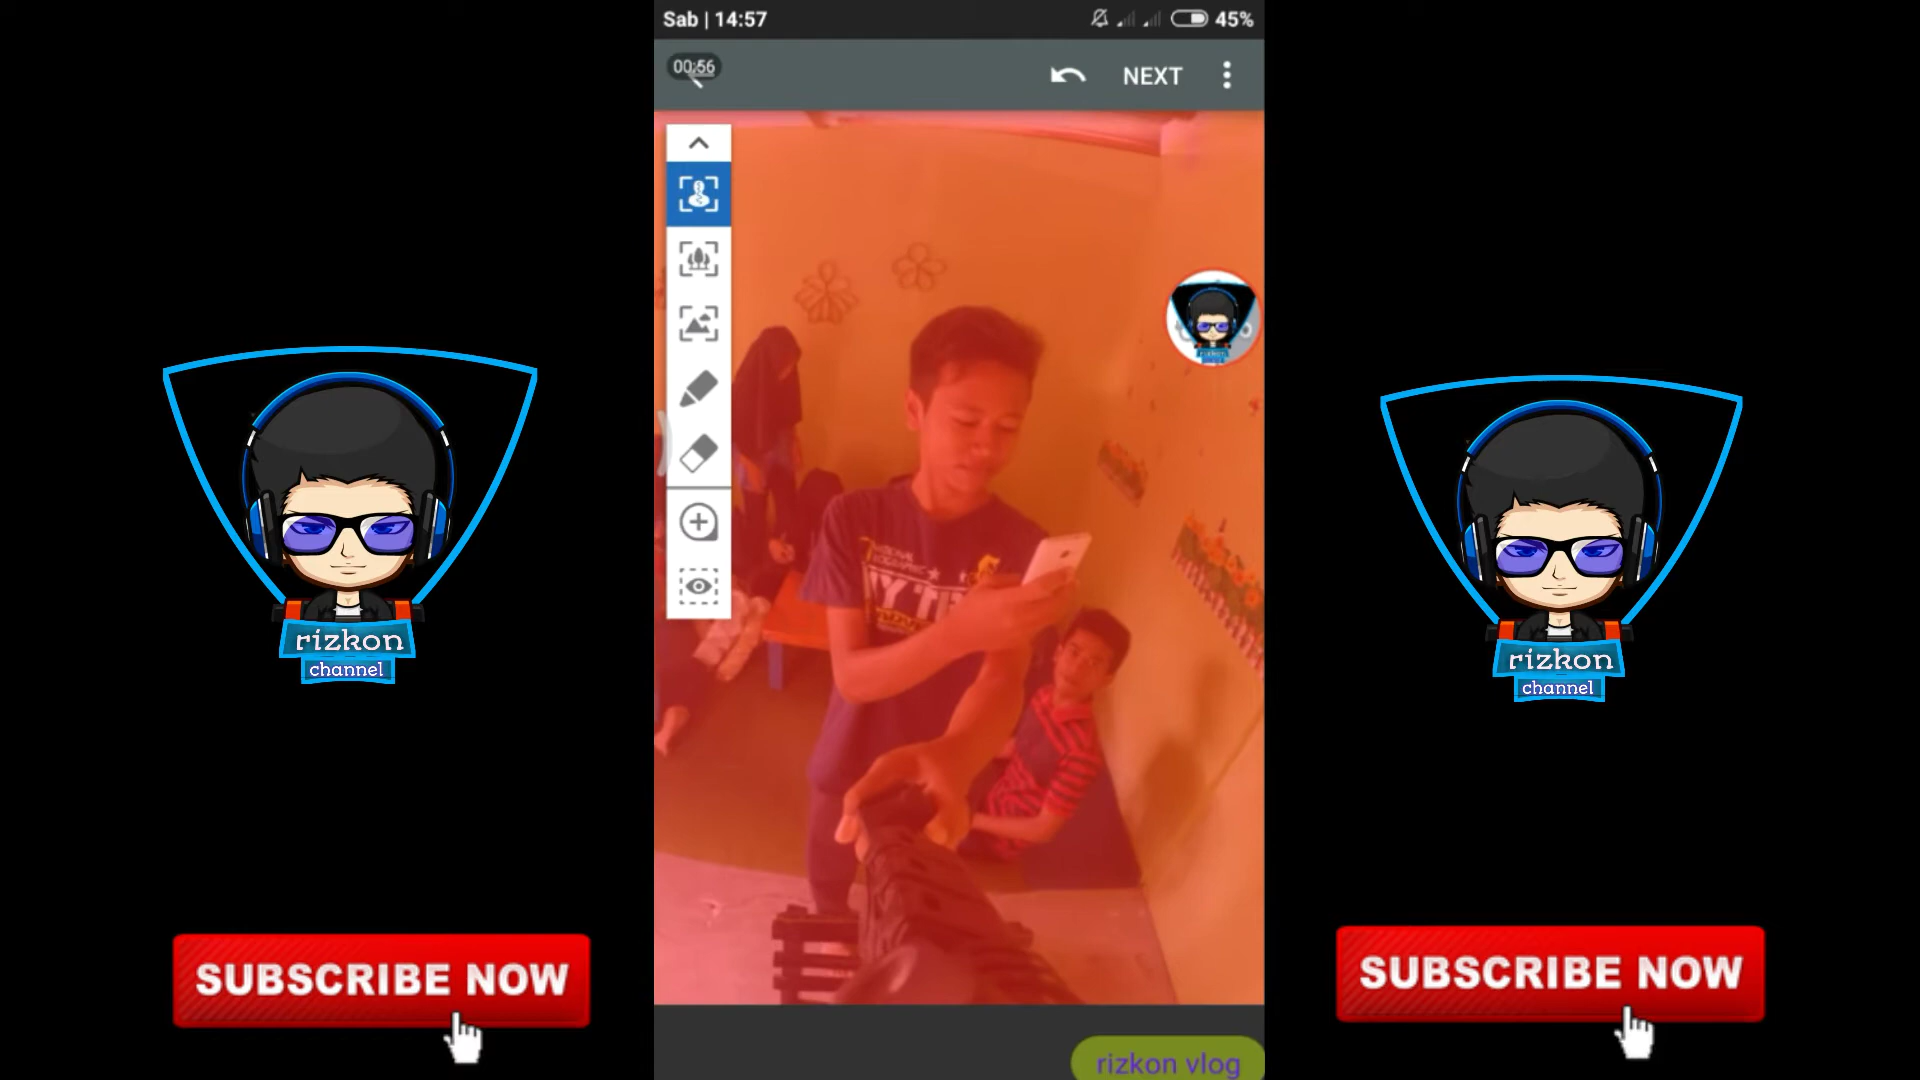 Sab | 14:57
45%
00:56
NEXT
rizkon
channel
rizkon
channel
SUBSCRIBE NOW
SUBSCRIBE NOW
rizkon vlog